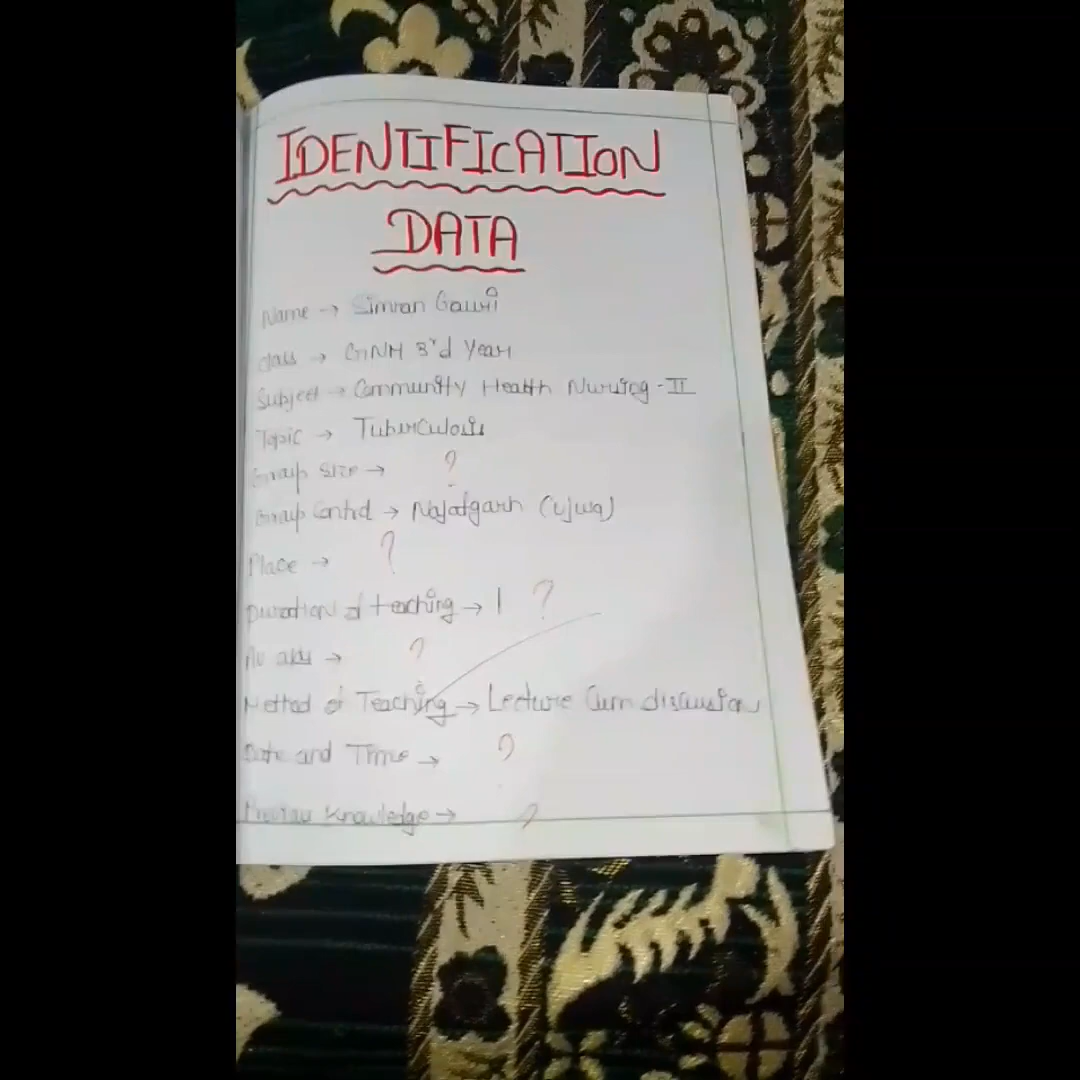 IDENTIFICATION
DATA
Name → Simran Gauri
Class → GNM 3rd Year
Subject → Community Health Nursing - II
Topic → Tuberculosis
Group Size → ?
Group Contrd → Najafgarh (Ujwa)
Place → ?
Duration of teaching → 1 ?
AV aids → ?
Method of Teaching → Lecture Cum discussion
Date and Time → ?
Knowledge → ?